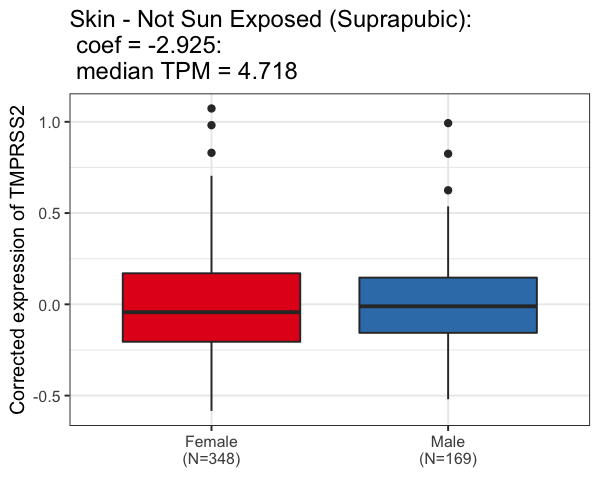 Skin - Not Sun Exposed (Suprapubic):
coef = -2.925:
median TPM = 4.718
Corrected expression of TMPRSS2
1.0
0.5
0.0
-0.5
Female
(N=348)
Male
(N=169)